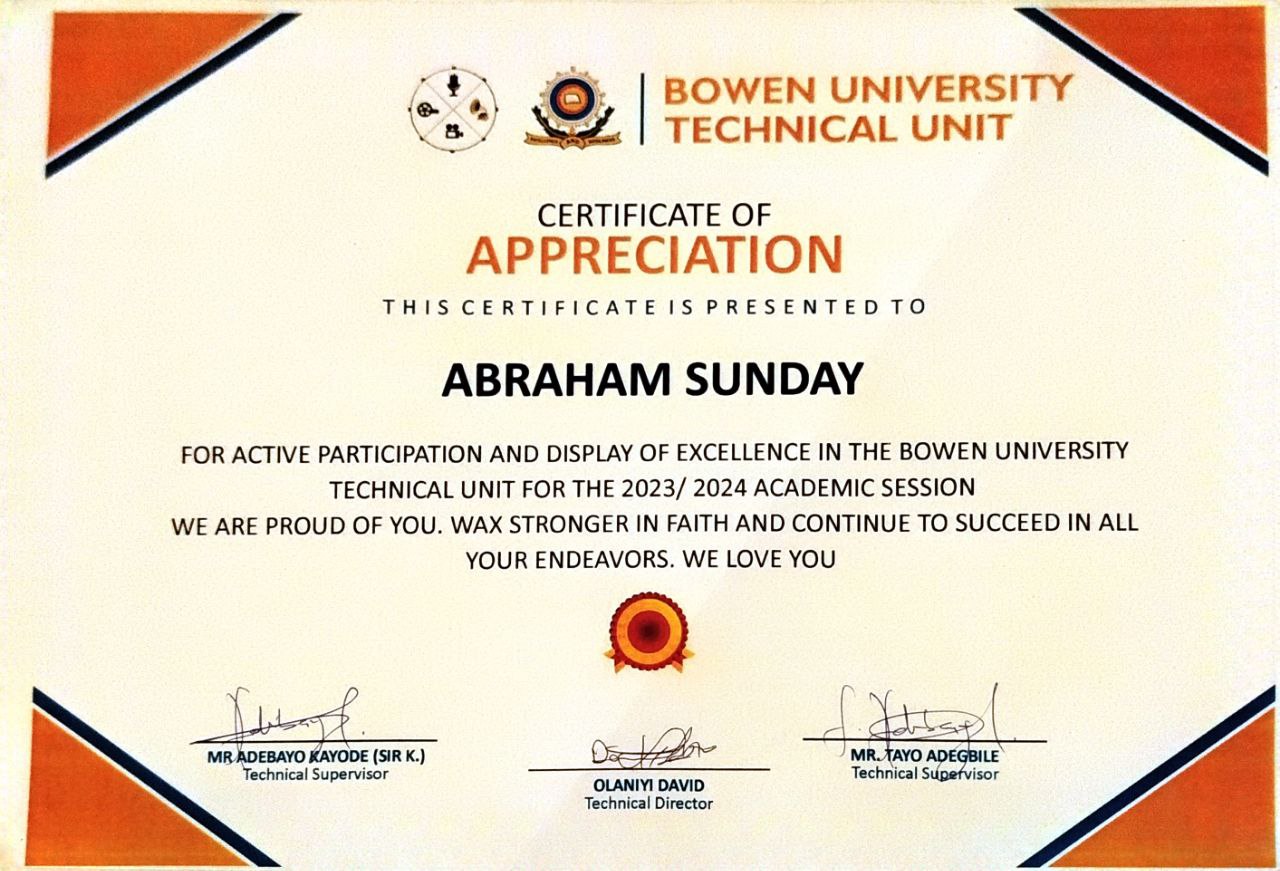 BOWEN UNIVERSITY
TECHNICAL UNIT
CERTIFICATE OF
APPRECIATION
THIS CERTIFICATE IS PRESENTED TO
ABRAHAM SUNDAY
FOR ACTIVE PARTICIPATION AND DISPLAY OF EXCELLENCE IN THE BOWEN UNIVERSITY
TECHNICAL UNIT FOR THE 2023/ 2024 ACADEMIC SESSION
WE ARE PROUD OF YOU. WAX STRONGER IN FAITH AND CONTINUE TO SUCCEED IN ALL
YOUR ENDEAVORS. WE LOVE YOU
MR ADEBAYO KAYODE (SIR K.)
Technical Supervisor
OLANIYI DAVID
Technical Director
MR. TAYO ADEGBILE
Technical Supervisor